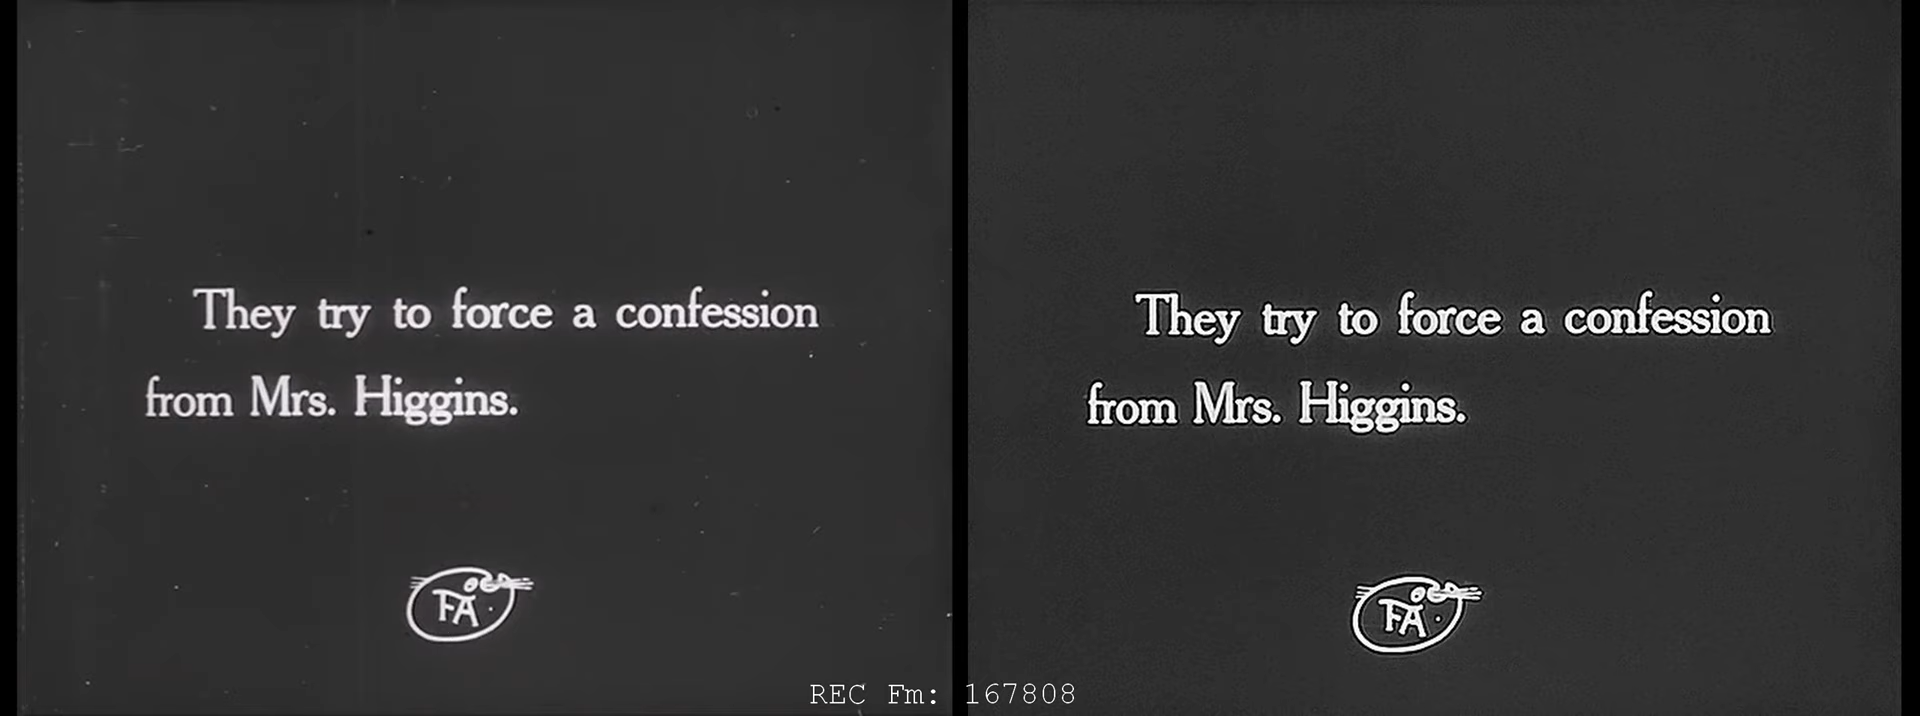 They try to force a confession
from Mrs. Higgins.
FA
They try to force a confession
from Mrs. Higgins.
FA
REC Fm: 167808